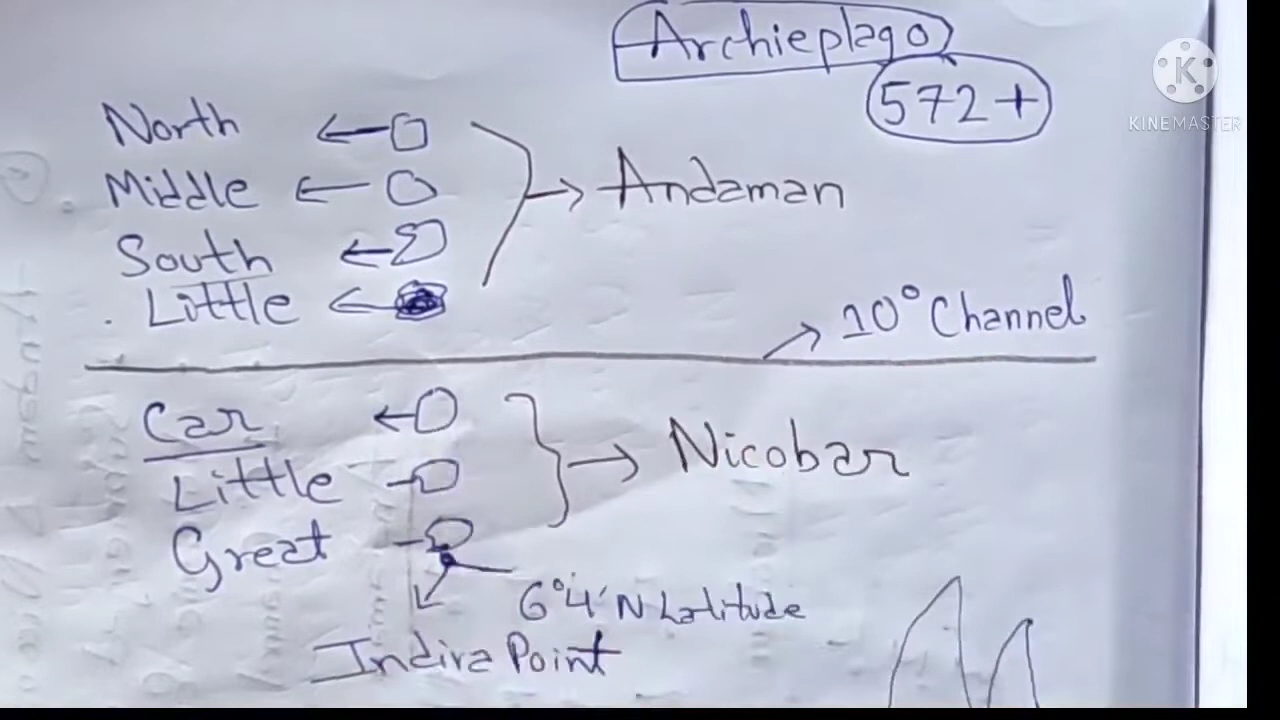 Archieplago
572+
North
Middle
South
Little
Andaman
10° Channel
Car
Little
Great
Nicobar
6°4'N Latitude
Indira Point
K
KINEMASTER